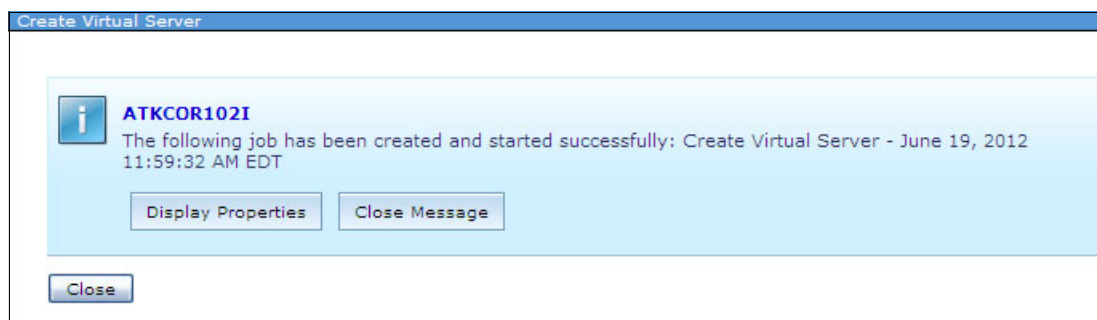 Create Virtual Server
i
ATKCOR102I
The following job has been created and started successfully: Create Virtual Server - June 19, 2012
11:59:32 AM EDT
Display Properties
Close Message
Close